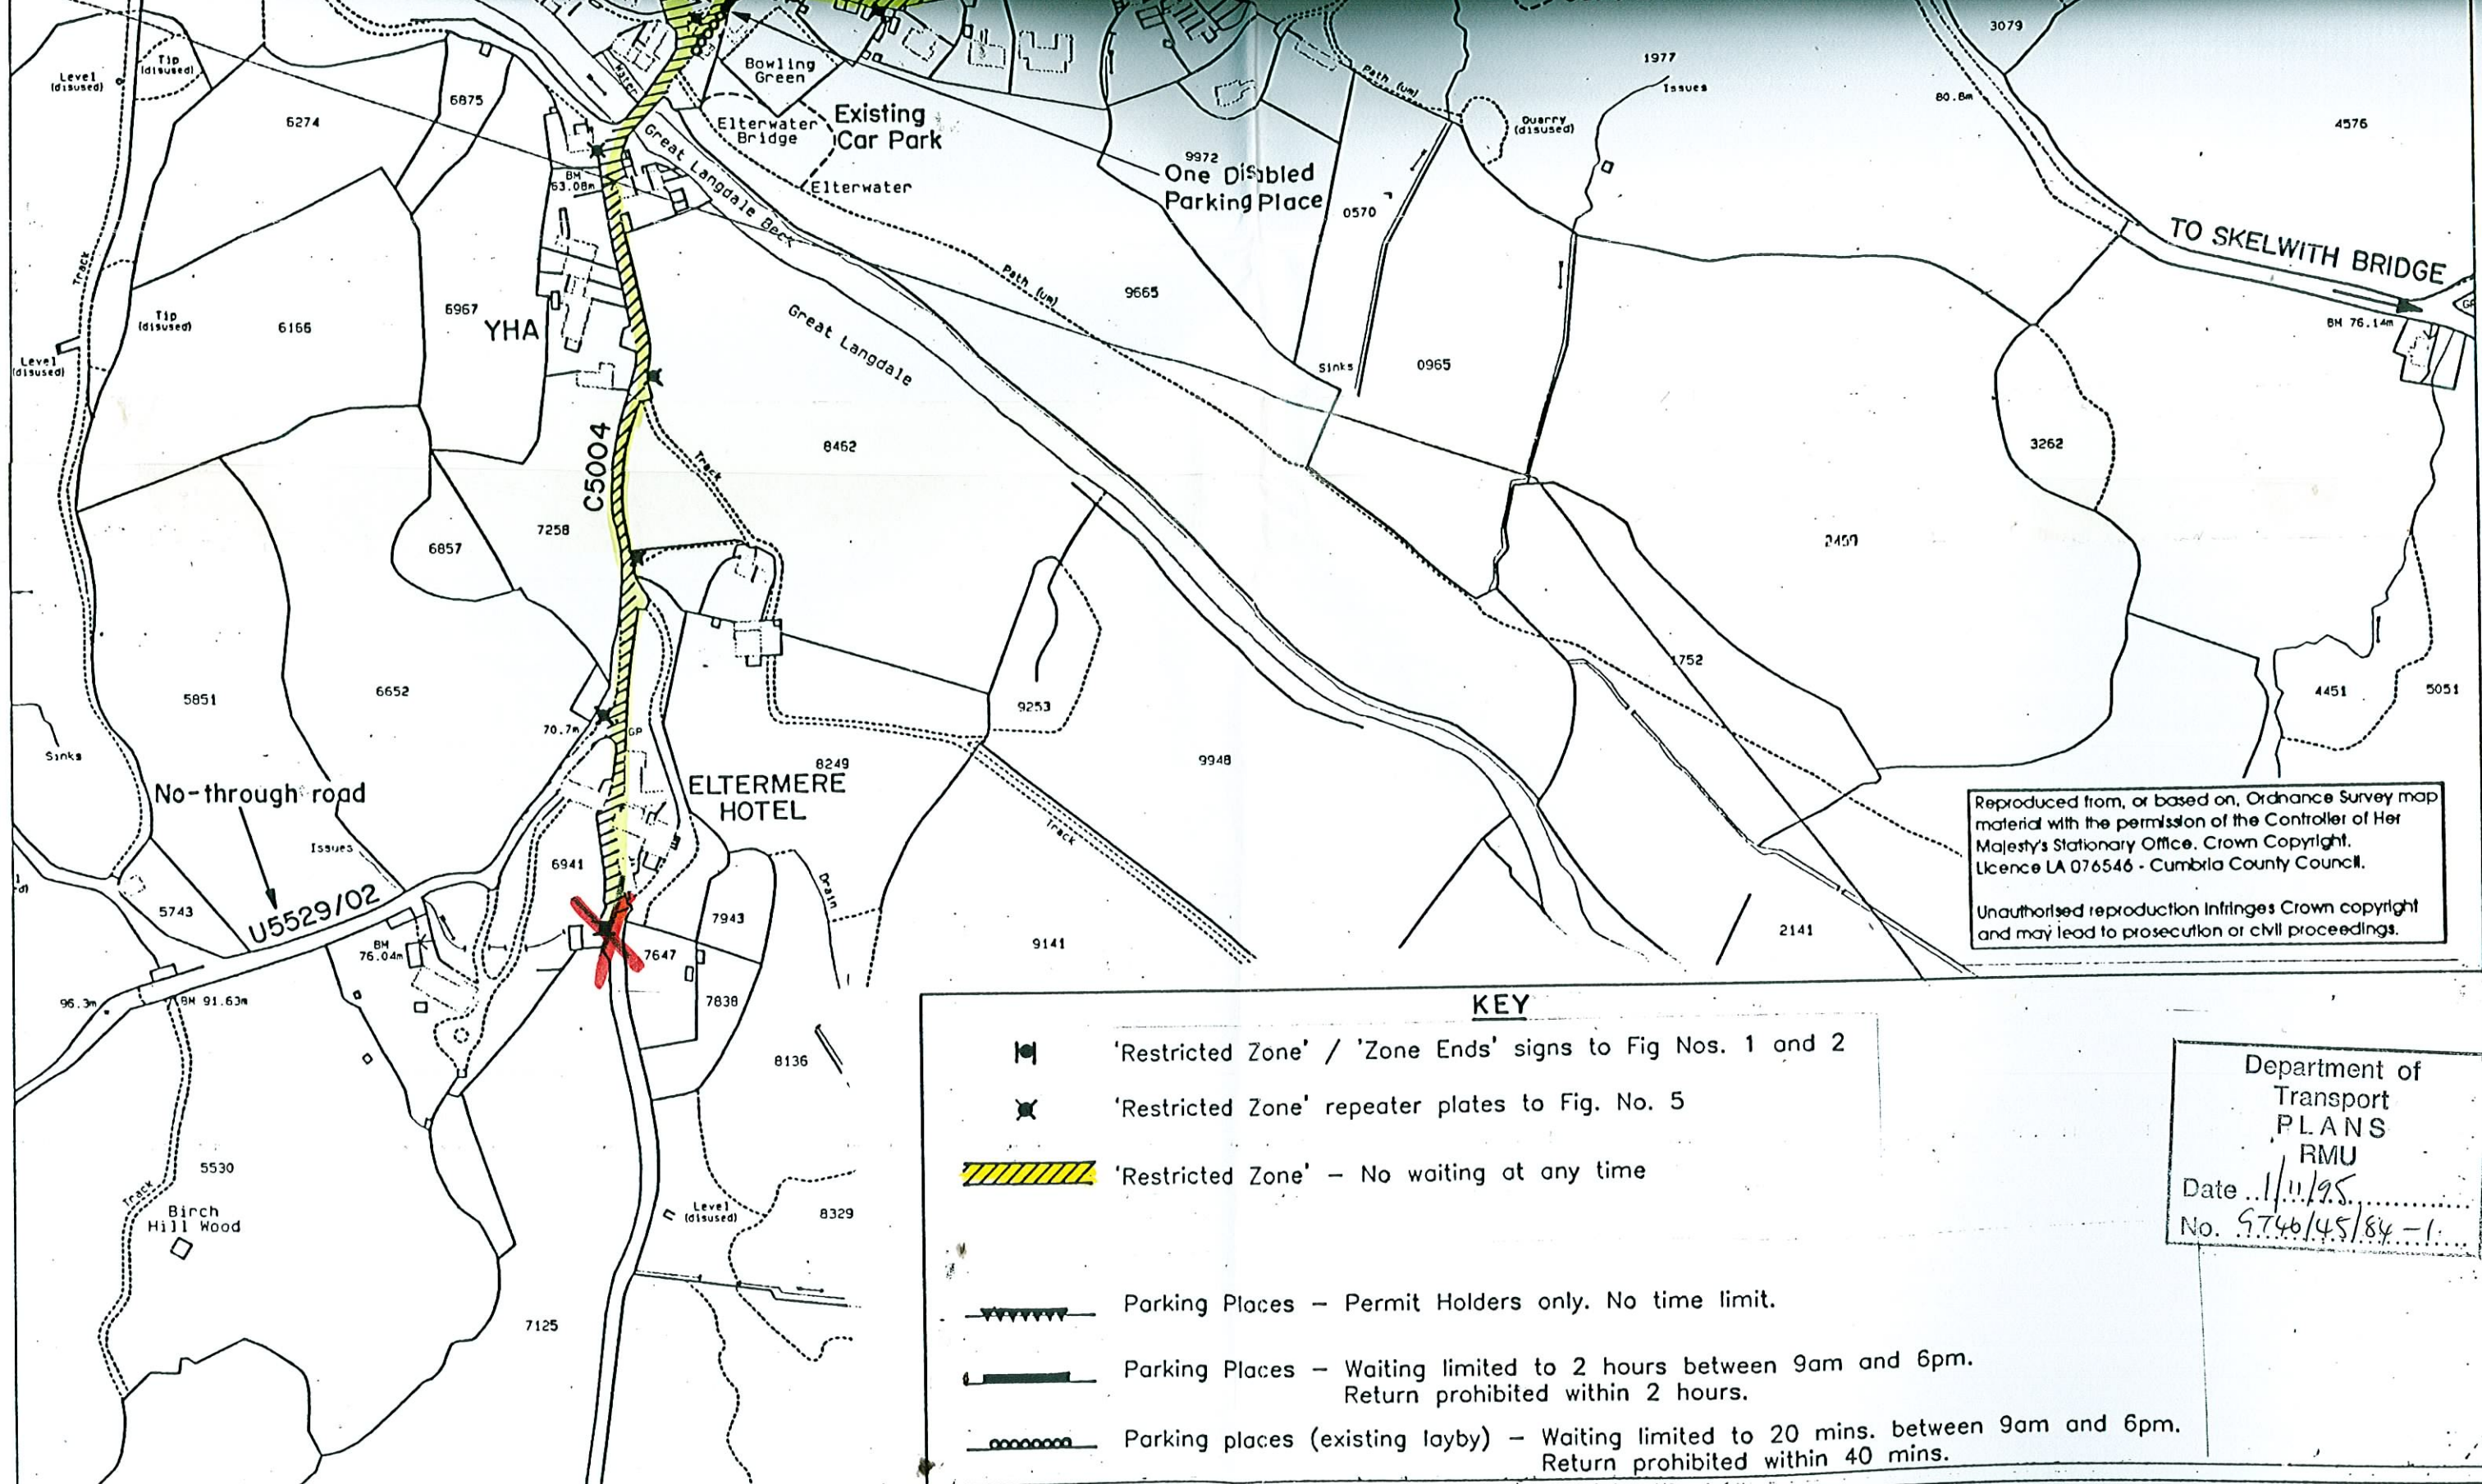 3079
1977
Issues
Level
(disused)
Tip
(disused)
Bowling
Green
Path (um)
80.8m
6875
6274
Water
Existing
Car Park
Elterwater
Bridge
Quarry
(disused)
4576
Great Langdale Beck
9972
One Disabled
Parking Place
BM
63.08m
Elterwater
0570
TO SKELWITH BRIDGE
Track
Path (um)
9665
GP
BM 76.14m
Tip
(disused)
6166
6967
YHA
Great Langdale
Level
(disused)
Sinks
0965
C5004
8462
3262
Track
7258
6857
2459
1752
5851
6652
9253
4451
5051
70.7m
GP
Sinks
8249
9948
No-through road
ELTERMERE
HOTEL
Issues
6941
Track
Reproduced from, or based on, Ordnance Survey map
material with the permission of the Controller of Her
Majesty's Stationary Office. Crown Copyright.
Licence LA 076546 - Cumbria County Council.
Unauthorised reproduction infringes Crown copyright
and may lead to prosecution or civil proceedings.
Drain
5743
U5529/02
7943
BM
76.04m
7647
9141
2141
96.3m
BM 91.63m
7838
8136
KEY
'Restricted Zone' / 'Zone Ends' signs to Fig Nos. 1 and 2
'Restricted Zone' repeater plates to Fig. No. 5
'Restricted Zone' – No waiting at any time
Parking Places – Permit Holders only. No time limit.
Parking Places – Waiting limited to 2 hours between 9am and 6pm.
Return prohibited within 2 hours.
Parking places (existing layby) – Waiting limited to 20 mins. between 9am and 6pm.
Return prohibited within 40 mins.
Department of
Transport
PLANS
RMU
Date 1/11/95
No. GT46/45/84-1
5530
Track
Birch
Hill Wood
Level
(disused)
8329
7125